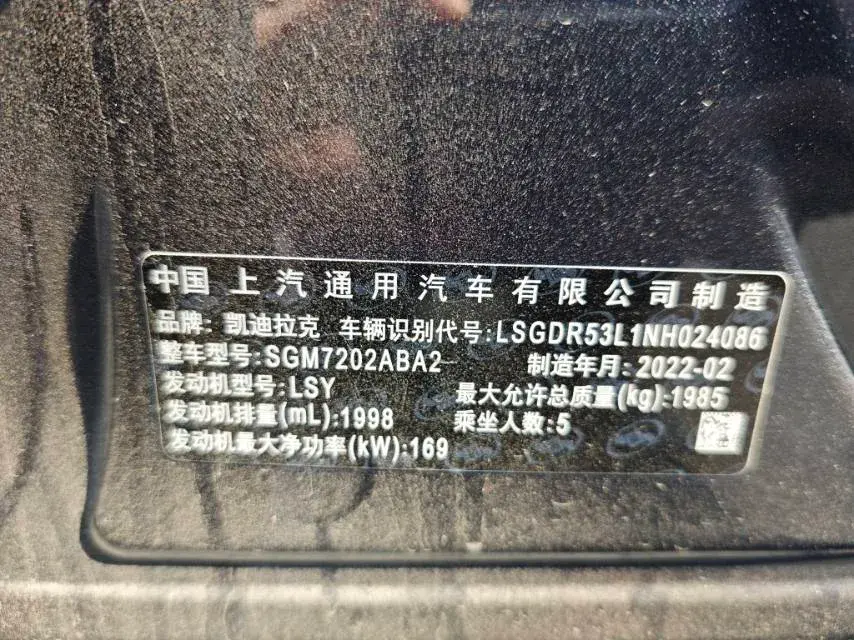 中国 上汽通用汽车有限公司制造
品牌: 凯迪拉克 车辆识别代号:LSGDR53L1NH024086
整车型号:SGM7202ABA2 制造年月:2022-02
发动机型号:LSY 最大允许总质量(kg):1985
发动机排量(mL):1998 乘坐人数:5
发动机最大净功率(kW):169